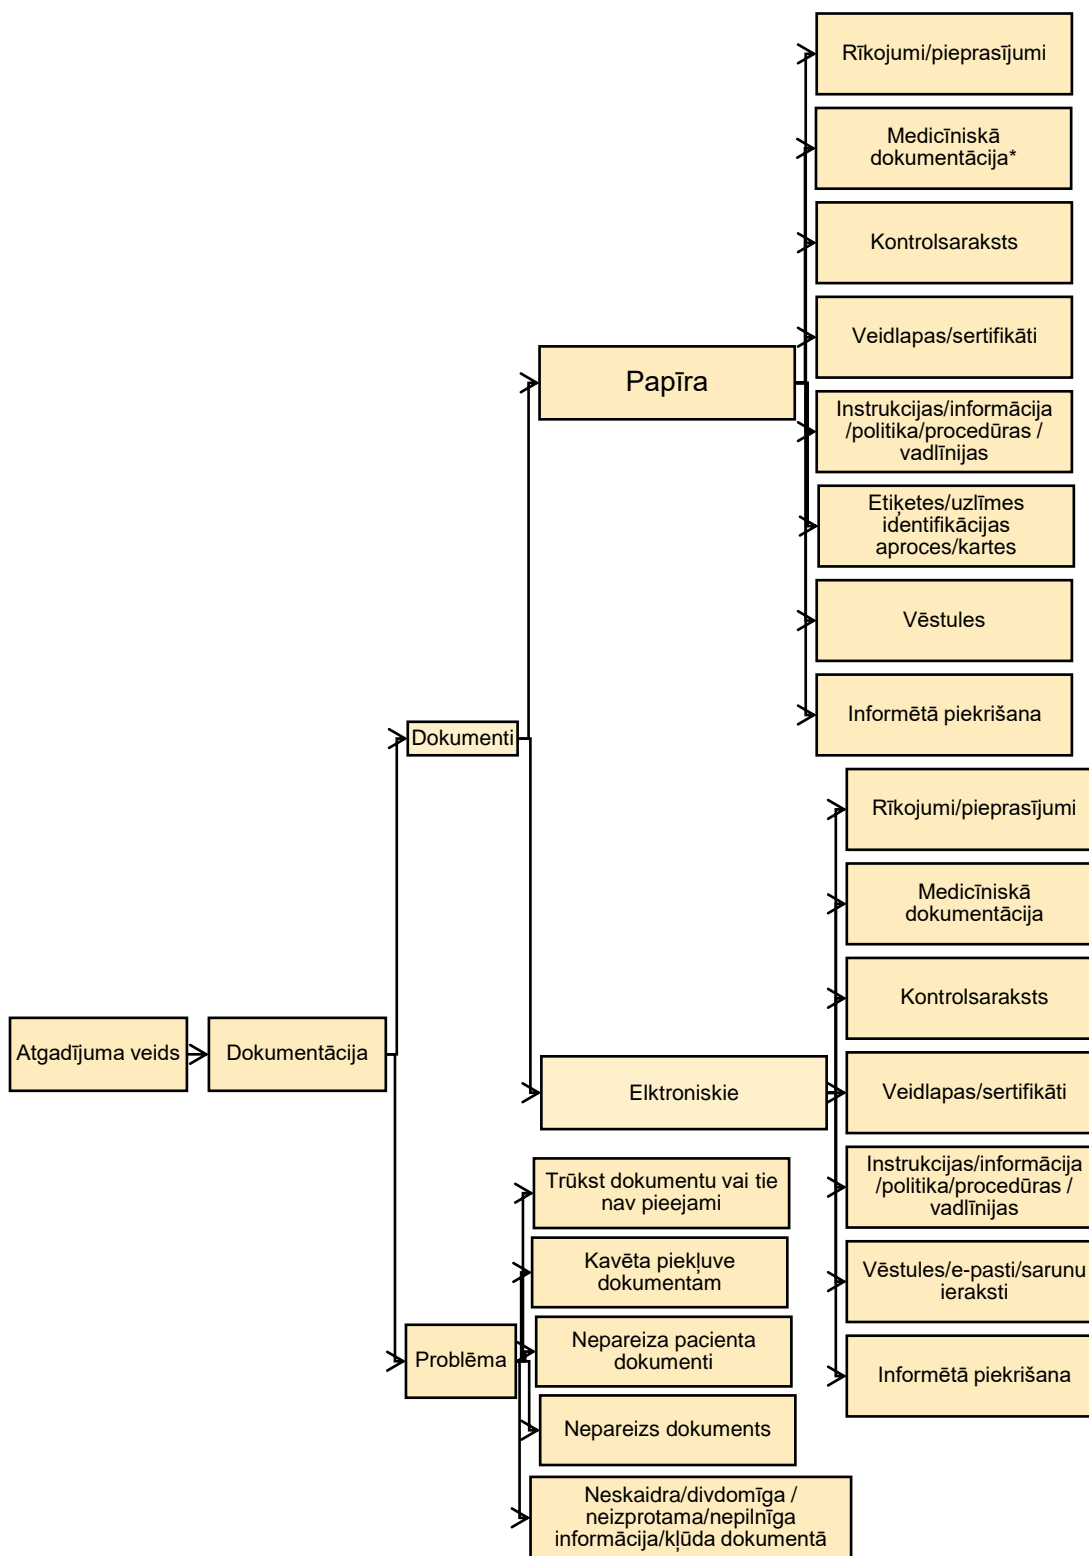 Rīkojumi/pieprasījumi
Medicīniskā
dokumentācija*
Kontrolsaraksts
Veidlapas/sertifikāti
Papīra
Instrukcijas/informācija
/politika/procedūras /
vadlīnijas
Etiķetes/uzlīmes
identifikācijas
aproces/kartes
Vēstules
Informētā piekrišana
Dokumenti
Rīkojumi/pieprasījumi
Medicīniskā
dokumentācija
Kontrolsaraksts
Atgadījuma veids
Dokumentācija
Elktroniskie
Veidlapas/sertifikāti
Instrukcijas/informācija
/politika/procedūras /
vadlīnijas
Vēstules/e-pasti/sarunu
ieraksti
Informētā piekrišana
Problēma
Trūkst dokumentu vai tie
nav pieejami
Kavēta piekļuve
dokumentam
Nepareiza pacienta
dokumenti
Nepareizs dokuments
Neskaidra/divdomīga /
neizprotama/nepilnīga
informācija/kļūda dokumentā